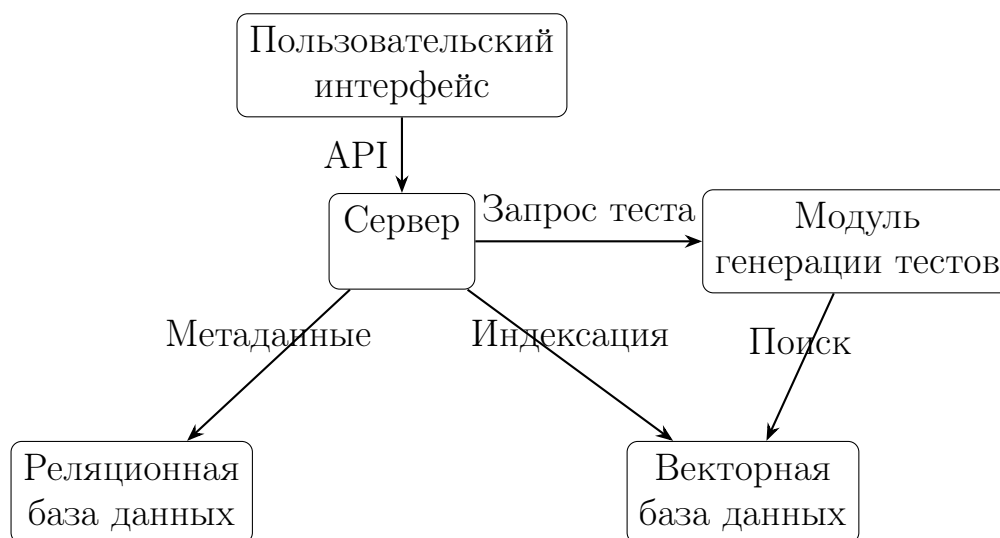 Пользовательский
интерфейс
API
Сервер
Запрос теста
Модуль
генерации тестов
Метаданные
Индексация
Поиск
Реляционная
база данных
Векторная
база данных